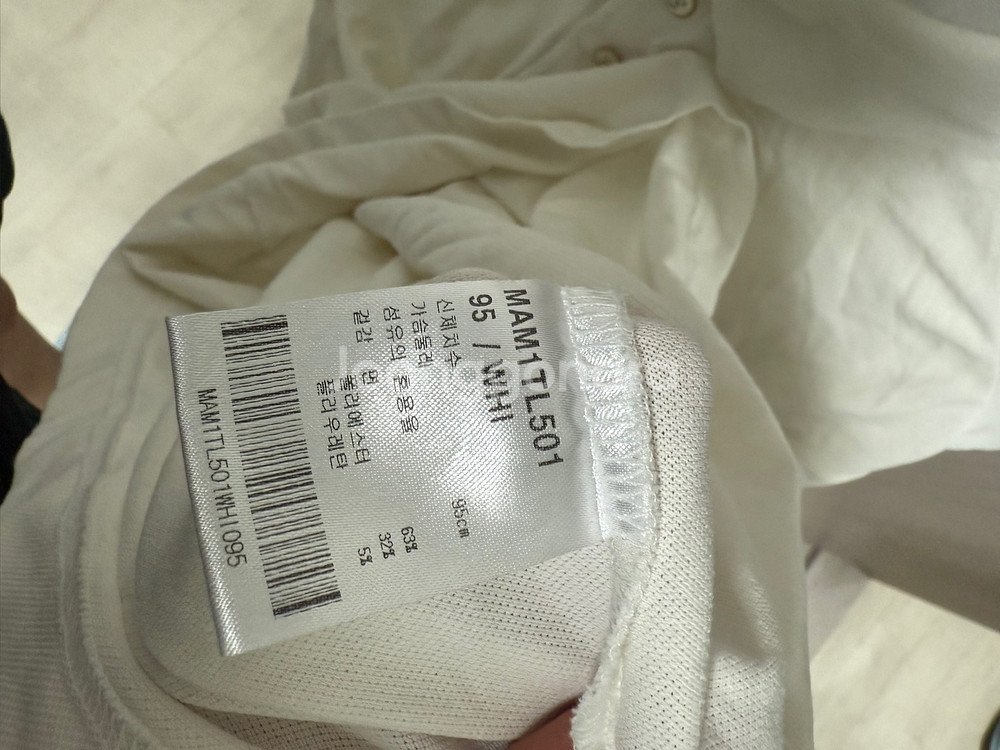 MAM1TL501
95 / WHI
신체치수
가슴둘레 95cm
섬유의 혼용율
겉감 면 63%
폴리에스터 32%
폴리우레탄 5%
MAM1TL501WHI095